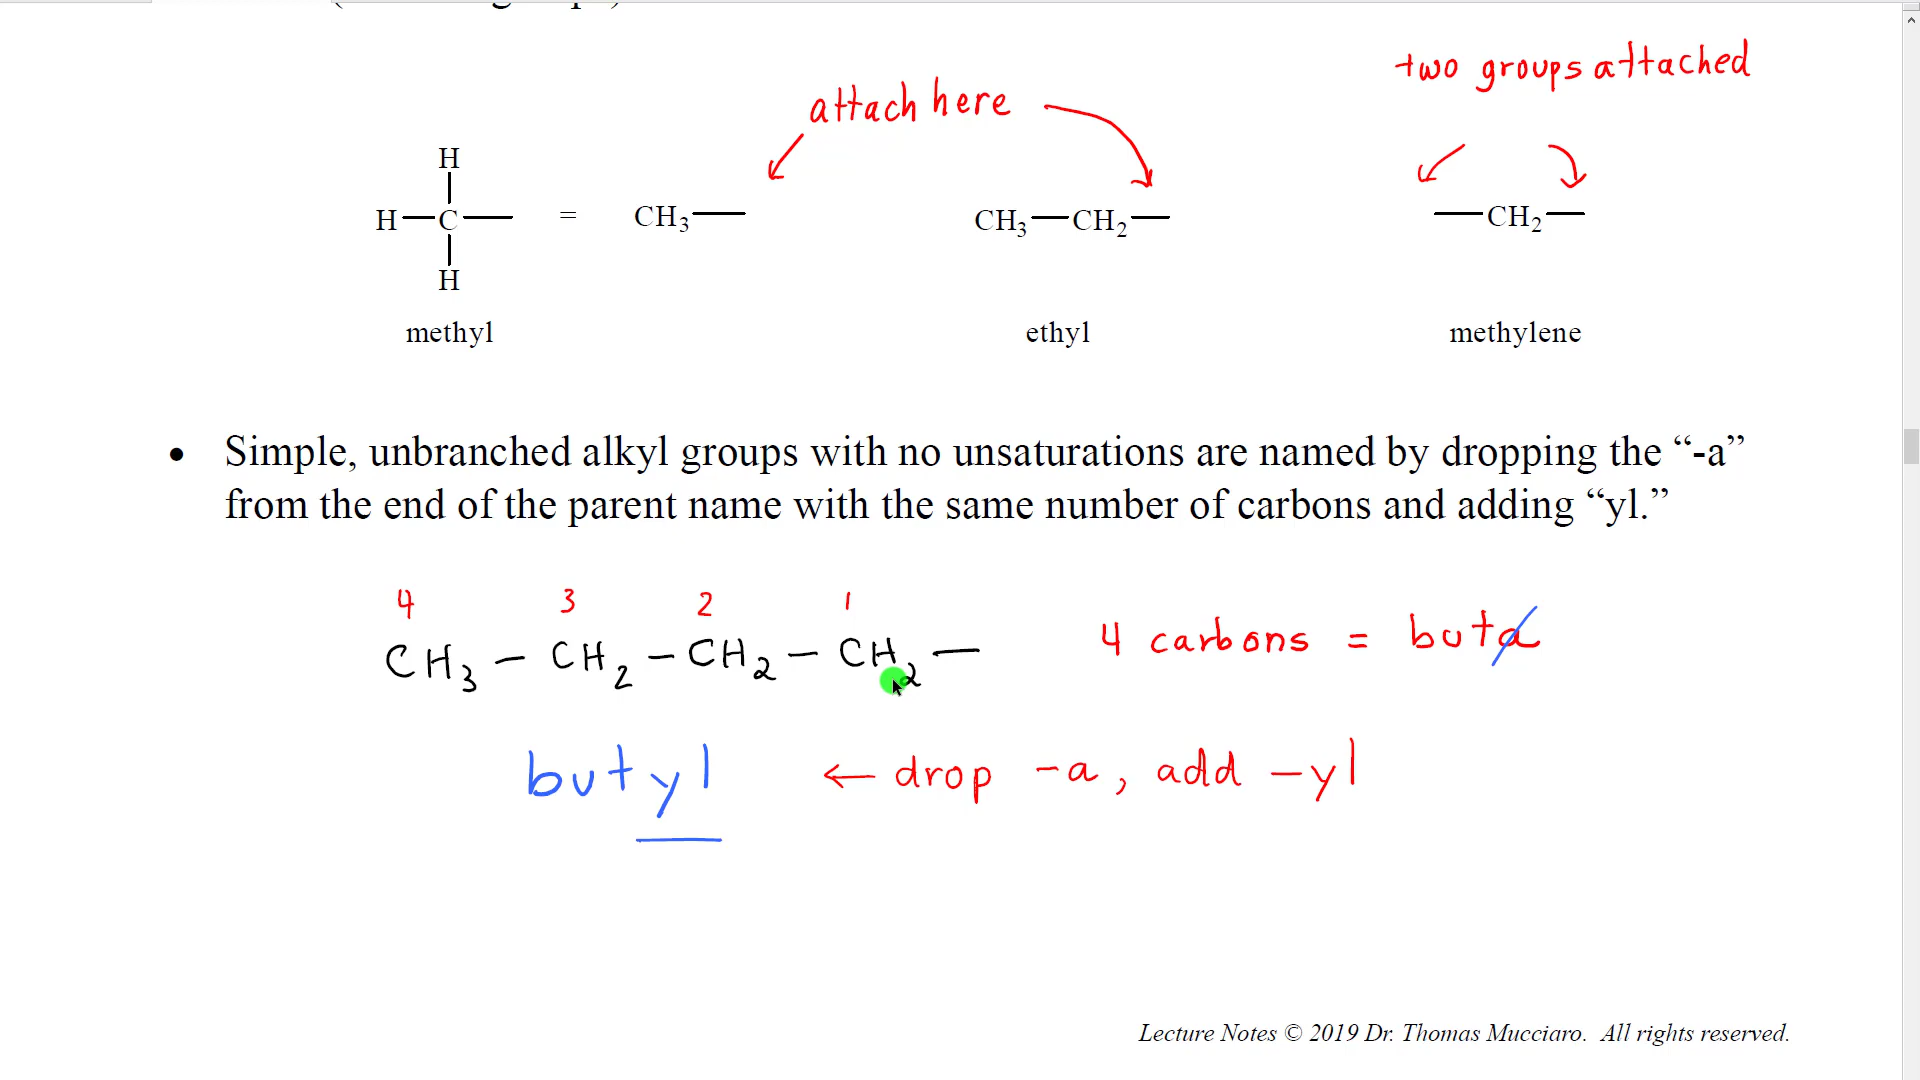 two groups attached
attach here
H
H—C— = CH₃— CH₃—CH₂— —CH₂—
H
methyl ethyl methylene
• Simple, unbranched alkyl groups with no unsaturations are named by dropping the “-a”
from the end of the parent name with the same number of carbons and adding “yl.”
4 3 2 1
CH₃ – CH₂ – CH₂ – CH₂ – 4 carbons = buta
butyl ← drop -a, add -yl
Lecture Notes © 2019 Dr. Thomas Mucciaro. All rights reserved.